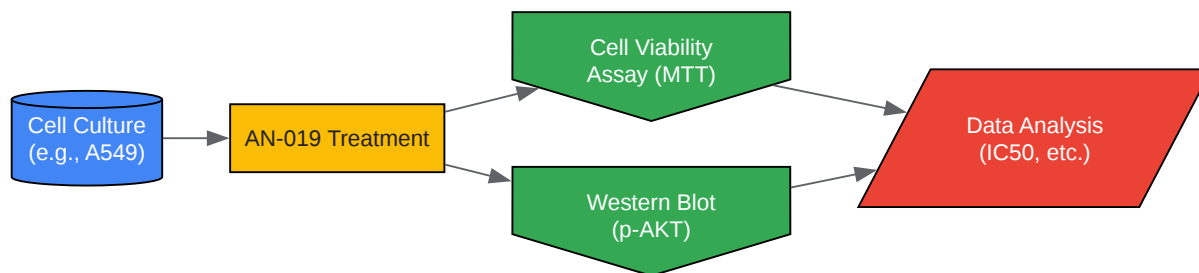 Cell Culture
(e.g., A549)
AN-019 Treatment
Cell Viability
Assay (MTT)
Western Blot
(p-AKT)
Data Analysis
(IC50, etc.)